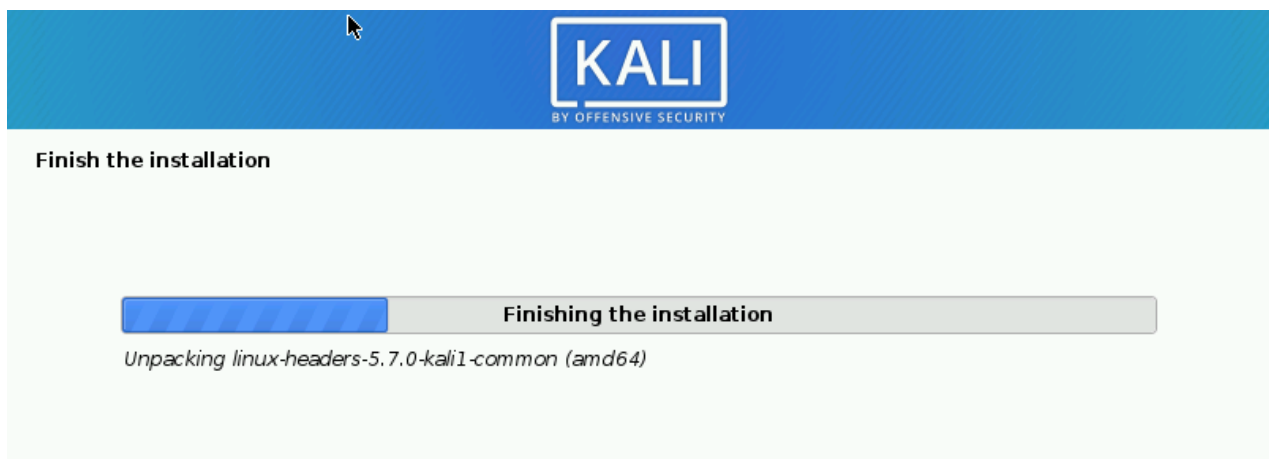 KALI
BY OFFENSIVE SECURITY
Finish the installation
Finishing the installation
Unpacking linux-headers-5.7.0-kali1-common (amd64)